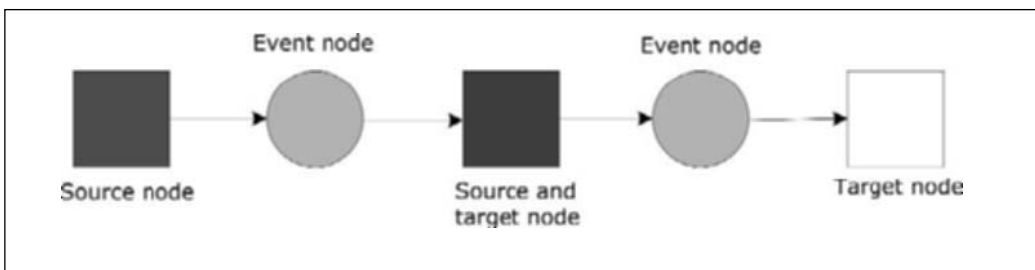 Event node
Event node
Source node
Source and
target node
Target node